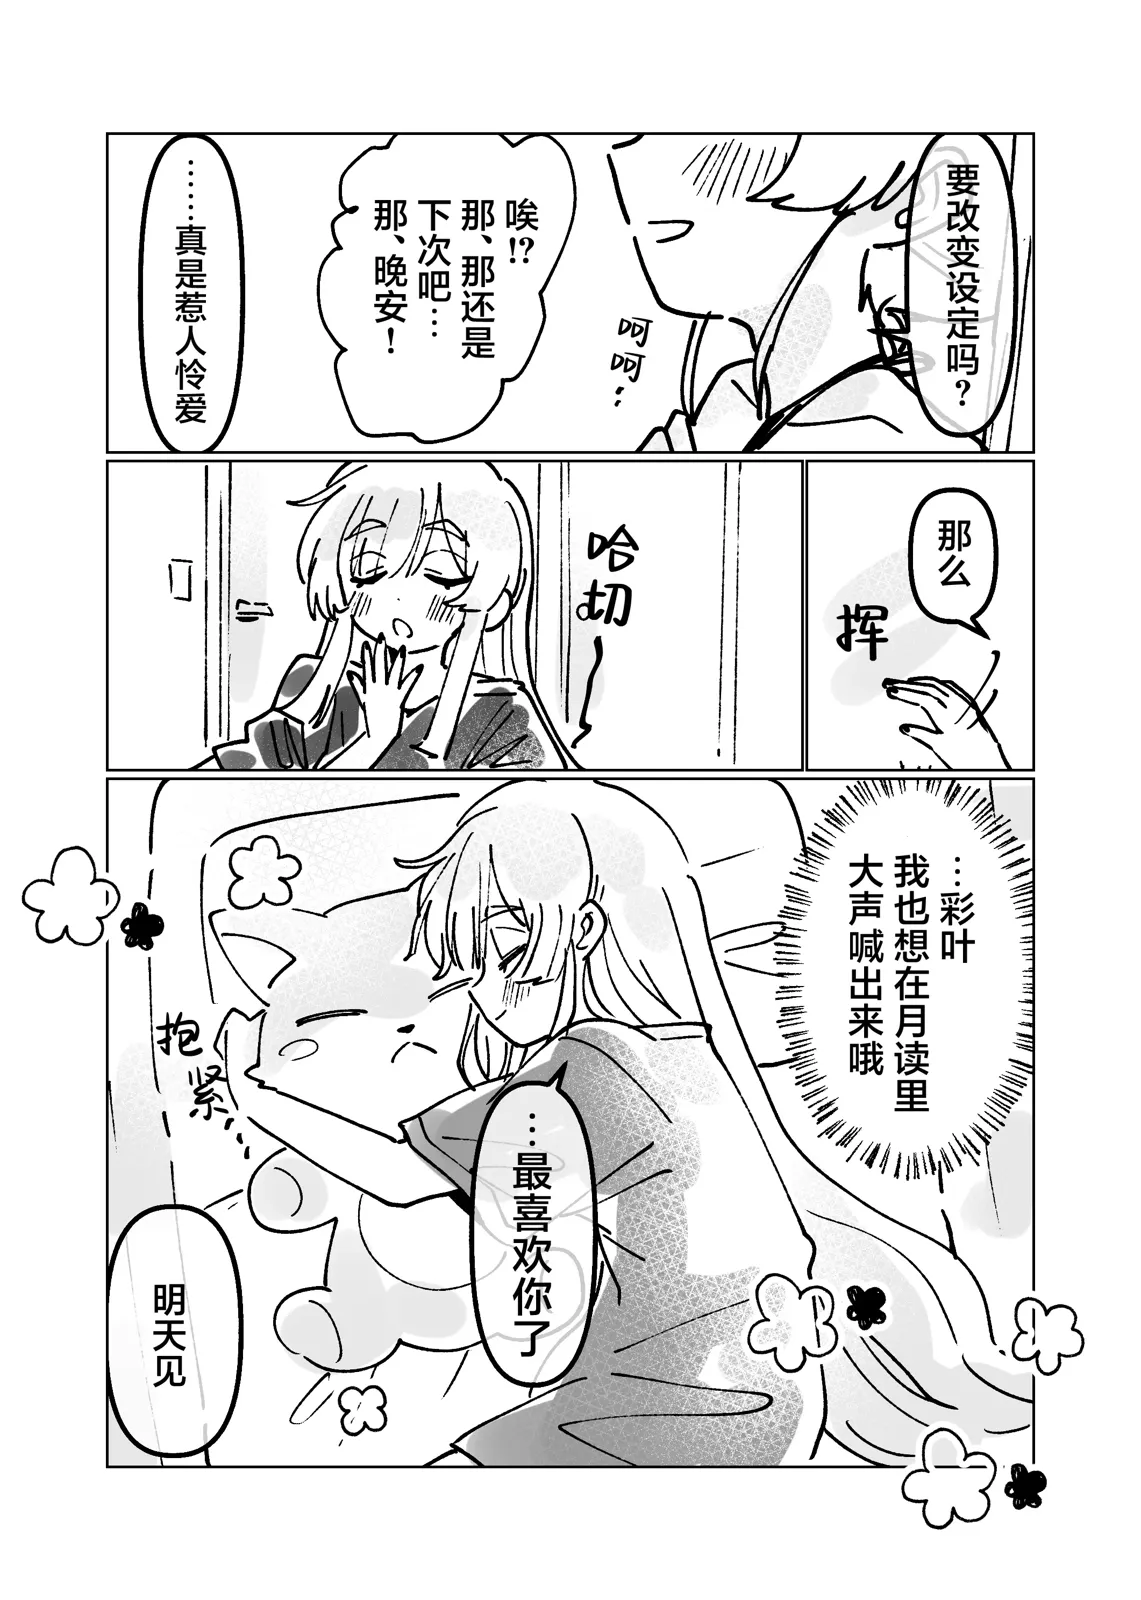 要改变设定吗？
呵呵…
唉!?
那、那还是
下次吧…
那、晚安！
……真是惹人怜爱
那么
挥
哈切
…彩叶
我也想在月读里
大声喊出来哦
抱紧…
…最喜欢你了
明天见